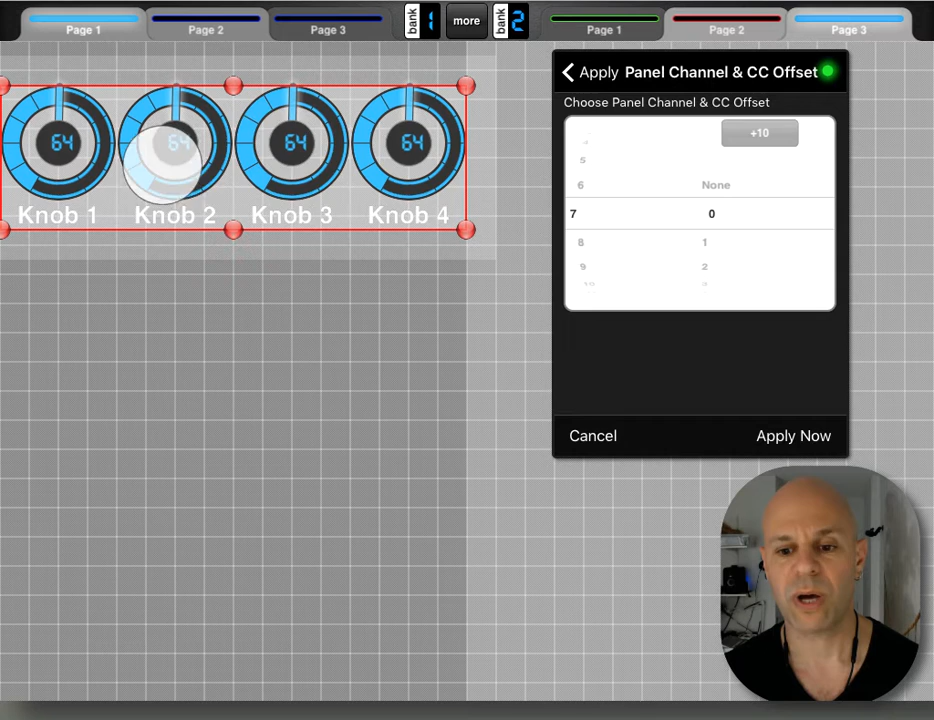 Page 1
Page 2
Page 3
bank
1
more
bank
2
Page 1
Page 2
Page 3
Apply
Panel Channel & CC Offset
Choose Panel Channel & CC Offset
+10
5
6 None
7 0
8 1
9 2
64
64
64
64
Knob 1
Knob 2
Knob 3
Knob 4
Cancel
Apply Now